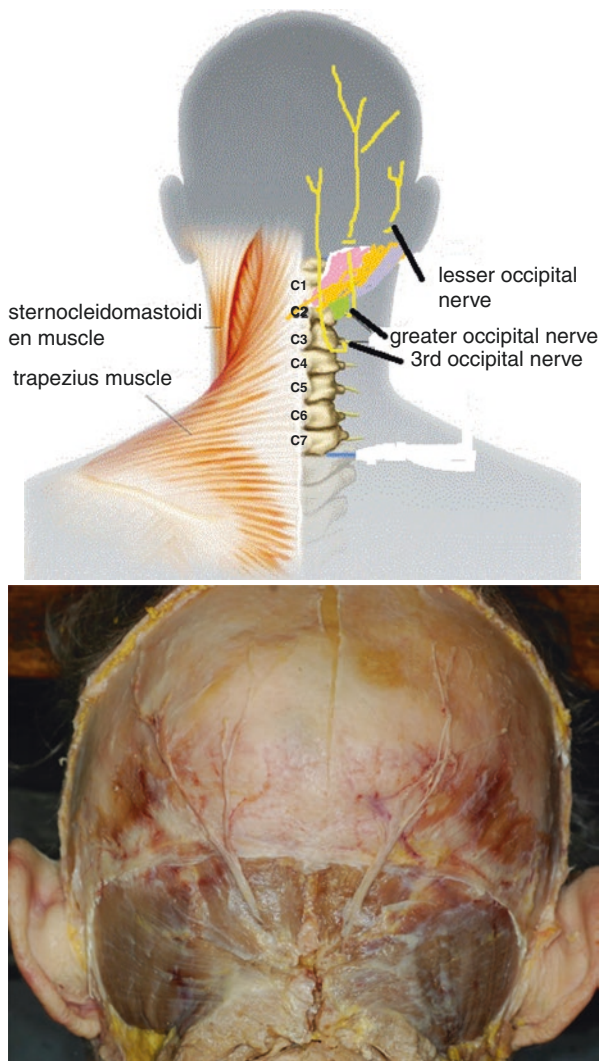 C1
C2
C3
C4
C5
C6
C7
sternocleidomastoidi
en muscle
trapezius muscle
lesser occipital
nerve
greater occipital nerve
3rd occipital nerve